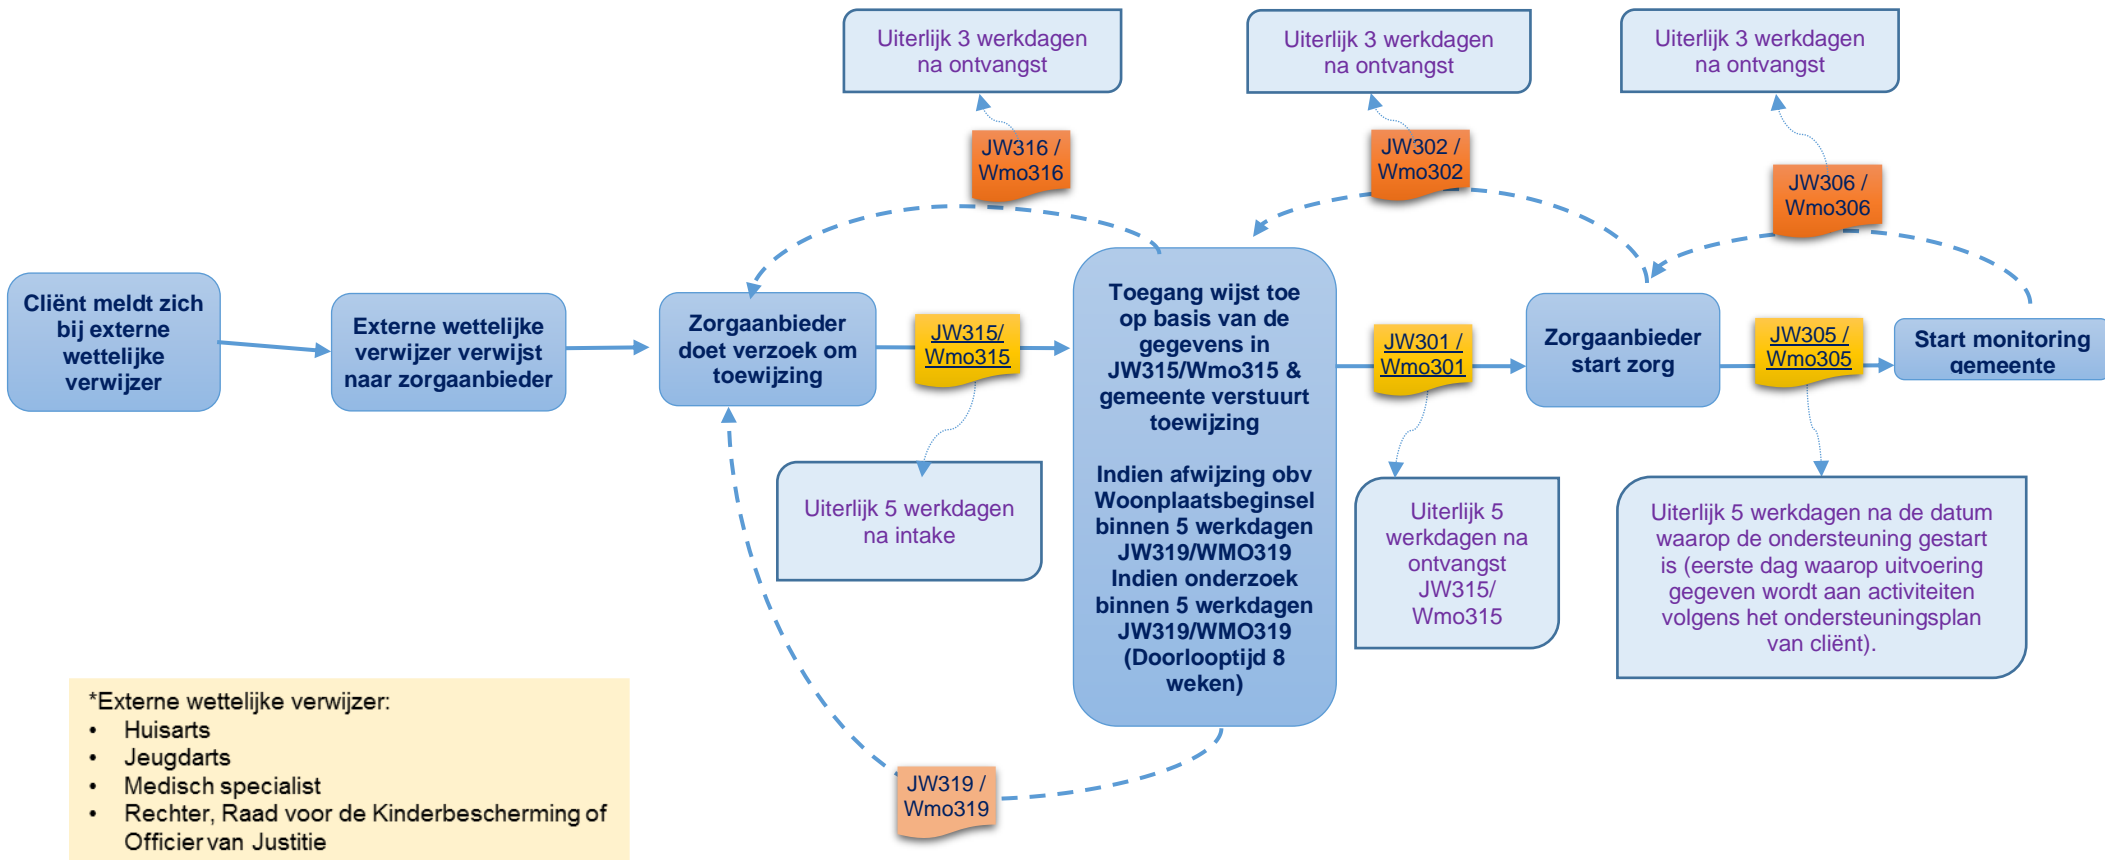 Uiterlijk 3 werkdagen
na ontvangst
Uiterlijk 3 werkdagen
na ontvangst
Uiterlijk 3 werkdagen
na ontvangst
JW316 /
Wmo316
JW302 /
Wmo302
JW306 /
Wmo306
Cliënt meldt zich
bij externe
wettelijke
verwijzer
Externe wettelijke
verwijzer verwijst
naar zorgaanbieder
Zorgaanbieder
doet verzoek om
toewijzing
JW315/
Wmo315
Toegang wijst toe
op basis van de
gegevens in
JW315/Wmo315 &
gemeente verstuurt
toewijzing
Indien afwijzing obv
Woonplaatsbeginsel
binnen 5 werkdagen
JW319/WMO319
Indien onderzoek
binnen 5 werkdagen
JW319/WMO319
(Doorlooptijd 8
weken)
JW301 /
Wmo301
Zorgaanbieder
start zorg
JW305 /
Wmo305
Start monitoring
gemeente
Uiterlijk 5 werkdagen
na intake
Uiterlijk 5
werkdagen na
ontvangst
JW315/
Wmo315
Uiterlijk 5 werkdagen na de datum
waarop de ondersteuning gestart
is (eerste dag waarop uitvoering
gegeven wordt aan activiteiten
volgens het ondersteuningsplan
van cliënt).
JW319 /
Wmo319
*Externe wettelijke verwijzer:
• Huisarts
• Jeugdarts
• Medisch specialist
• Rechter, Raad voor de Kinderbescherming of
Officier van Justitie